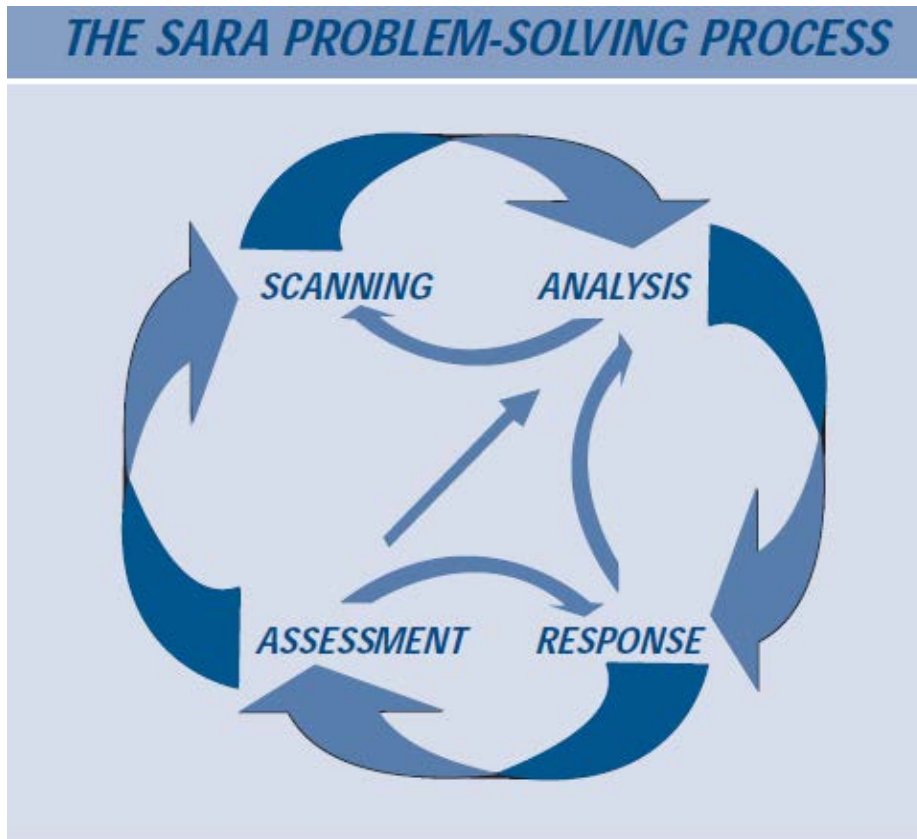 THE SARA PROBLEM-SOLVING PROCESS
SCANNING ANALYSIS
ASSESSMENT RESPONSE